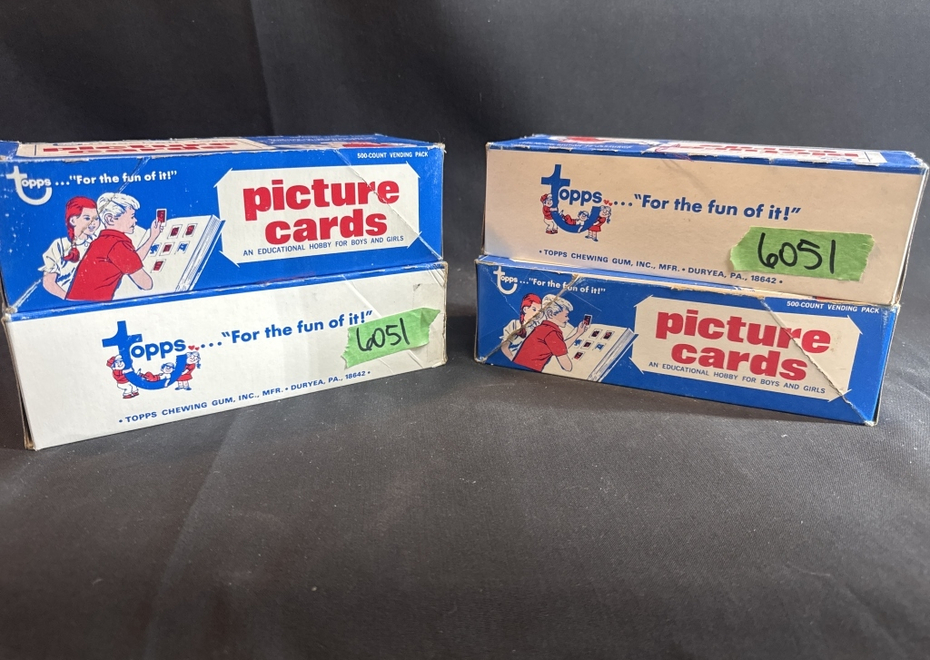 500-COUNT VENDING PACK
topps..."For the fun of it!"
picture
cards
AN EDUCATIONAL HOBBY FOR BOYS AND GIRLS
topps...."For the fun of it!"
6051
• TOPPS CHEWING GUM, INC., MFR. • DURYEA, PA., 18642 •
topps...."For the fun of it!"
6051
• TOPPS CHEWING GUM, INC., MFR. • DURYEA, PA., 18642 •
topps..."For the fun of it!"
500-COUNT VENDING PACK
picture
cards
AN EDUCATIONAL HOBBY FOR BOYS AND GIRLS